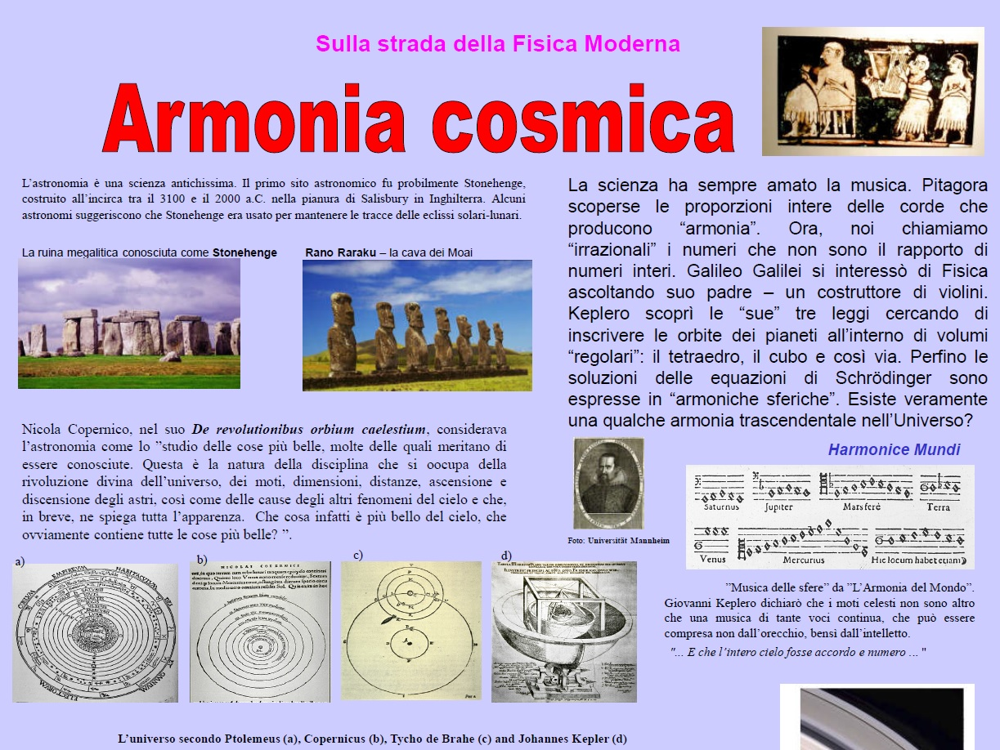 Sulla strada della Fisica Moderna
Armonia cosmica
L’astronomia è una scienza antichissima. Il primo sito astronomico fu probilmente Stonehenge,
costruito all’incirca tra il 3100 e il 2000 a.C. nella pianura di Salisbury in Inghilterra. Alcuni
astronomi suggeriscono che Stonehenge era usato per mantenere le tracce delle eclissi solari-lunari.
La ruina megalitica conosciuta come Stonehenge
Rano Raraku – la cava dei Moai
Nicola Copernico, nel suo De revolutionibus orbium caelestium, considerava
l’astronomia come lo ”studio delle cose più belle, molte delle quali meritano di
essere conosciute. Questa è la natura della disciplina che si oocupa della
rivoluzione divina dell’universo, dei moti, dimensioni, distanze, ascensione e
discensione degli astri, così come delle cause degli altri fenomeni del cielo e che,
in breve, ne spiega tutta l’apparenza. Che cosa infatti è più bello del cielo, che
ovviamente contiene tutte le cose più belle? ”.
La scienza ha sempre amato la musica. Pitagora
scoperse le proporzioni intere delle corde che
producono “armonia”. Ora, noi chiamiamo
“irrazionali” i numeri che non sono il rapporto di
numeri interi. Galileo Galilei si interessò di Fisica
ascoltando suo padre – un costruttore di violini.
Keplero scoprì le “sue” tre leggi cercando di
inscrivere le orbite dei pianeti all’interno di volumi
“regolari”: il tetraedro, il cubo e così via. Perfino le
soluzioni delle equazioni di Schrödinger sono
espresse in “armoniche sferiche”. Esiste veramente
una qualche armonia trascendentale nell’Universo?
Harmonice Mundi
Saturnus Jupiter Marsferè Terra
Venus Mercurius Hic locum habet etiam
Foto: Universität Mannheim
”Musica delle sfere” da ”L’Armonia del Mondo”.
Giovanni Keplero dichiarò che i moti celesti non sono altro
che una musica di tante voci continua, che può essere
compresa non dall’orecchio, bensì dall’intelletto.
"... E che l’intero cielo fosse accordo e numero ... "
a)
b)
c)
d)
NICOLAI COPERNICI
L’universo secondo Ptolemeus (a), Copernicus (b), Tycho de Brahe (c) and Johannes Kepler (d)